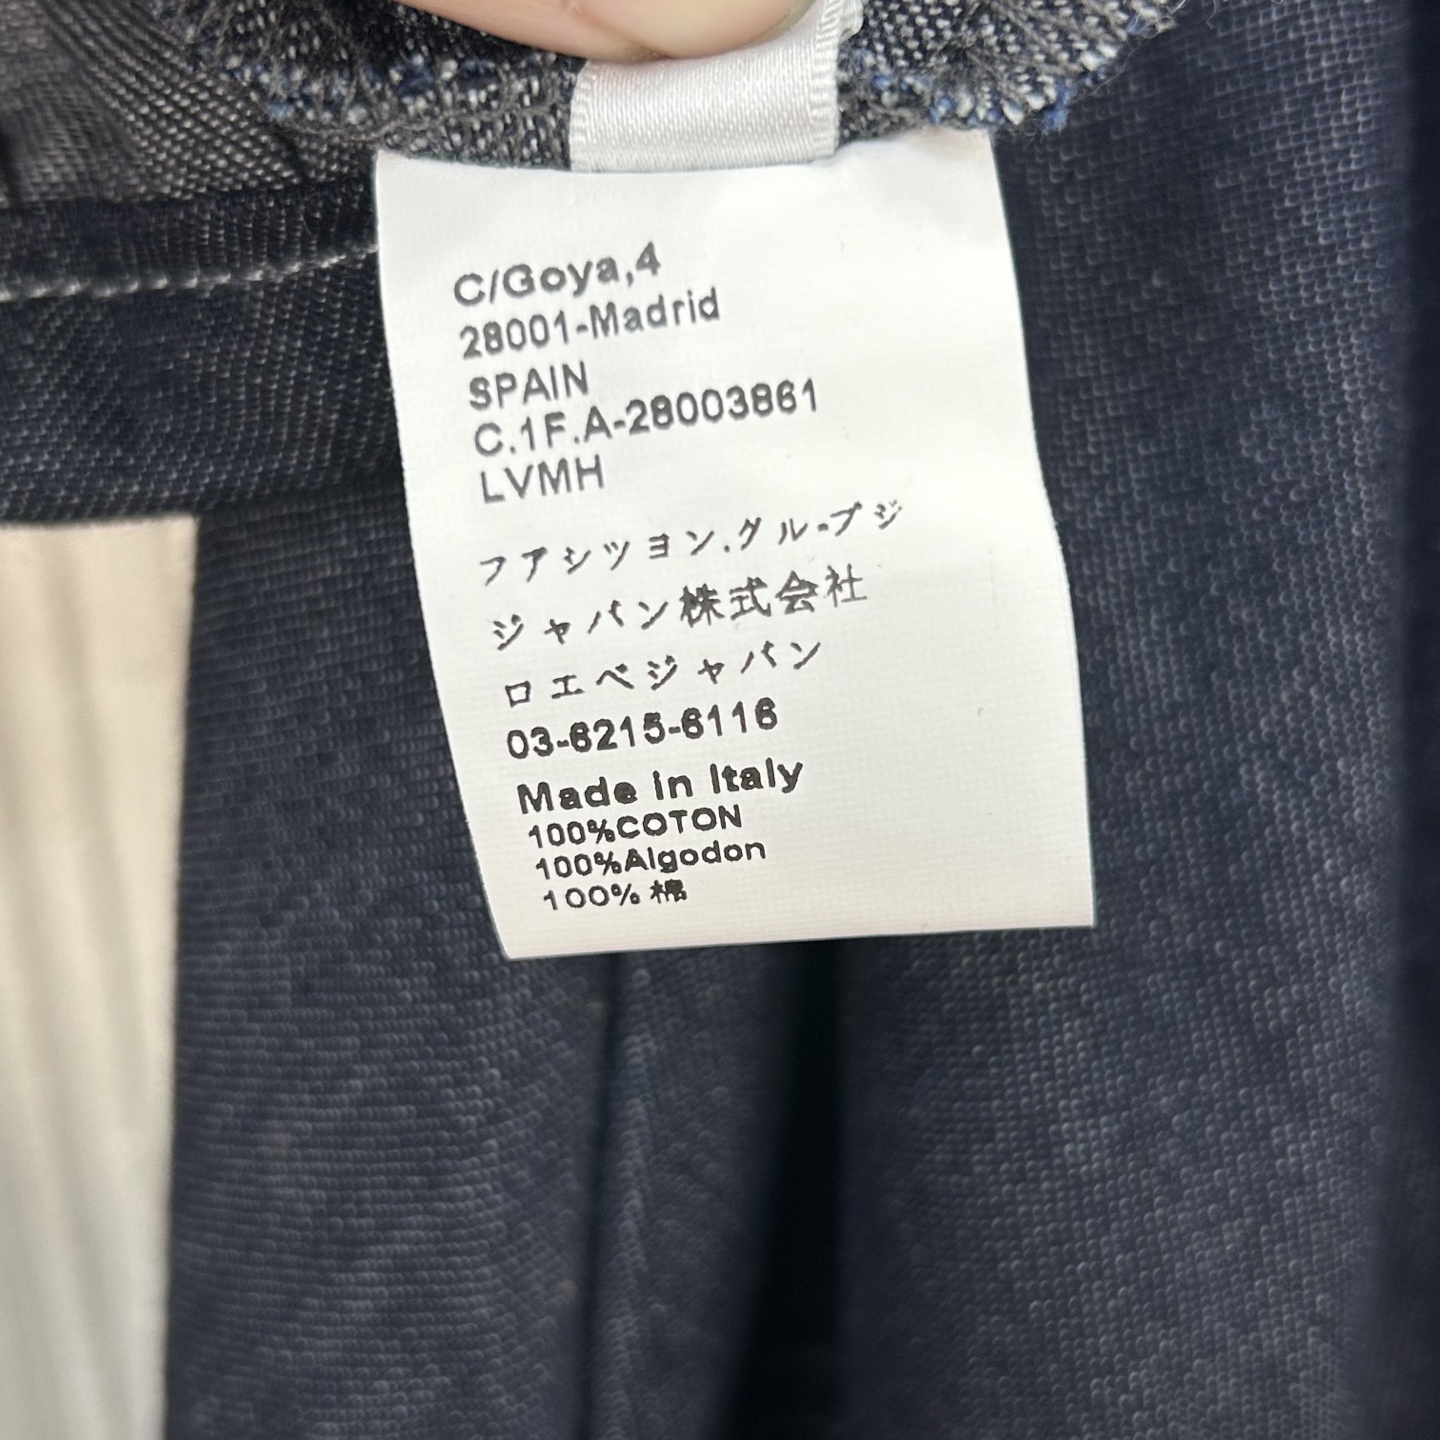 C/Goya,4
28001-Madrid
SPAIN
C.1F.A-28003861
LVMH
フアシツヨン.グル-プジ
ジャパン株式会社
ロエベジャパン
03-6215-6116
Made in Italy
100%COTON
100%Algodon
100%棉